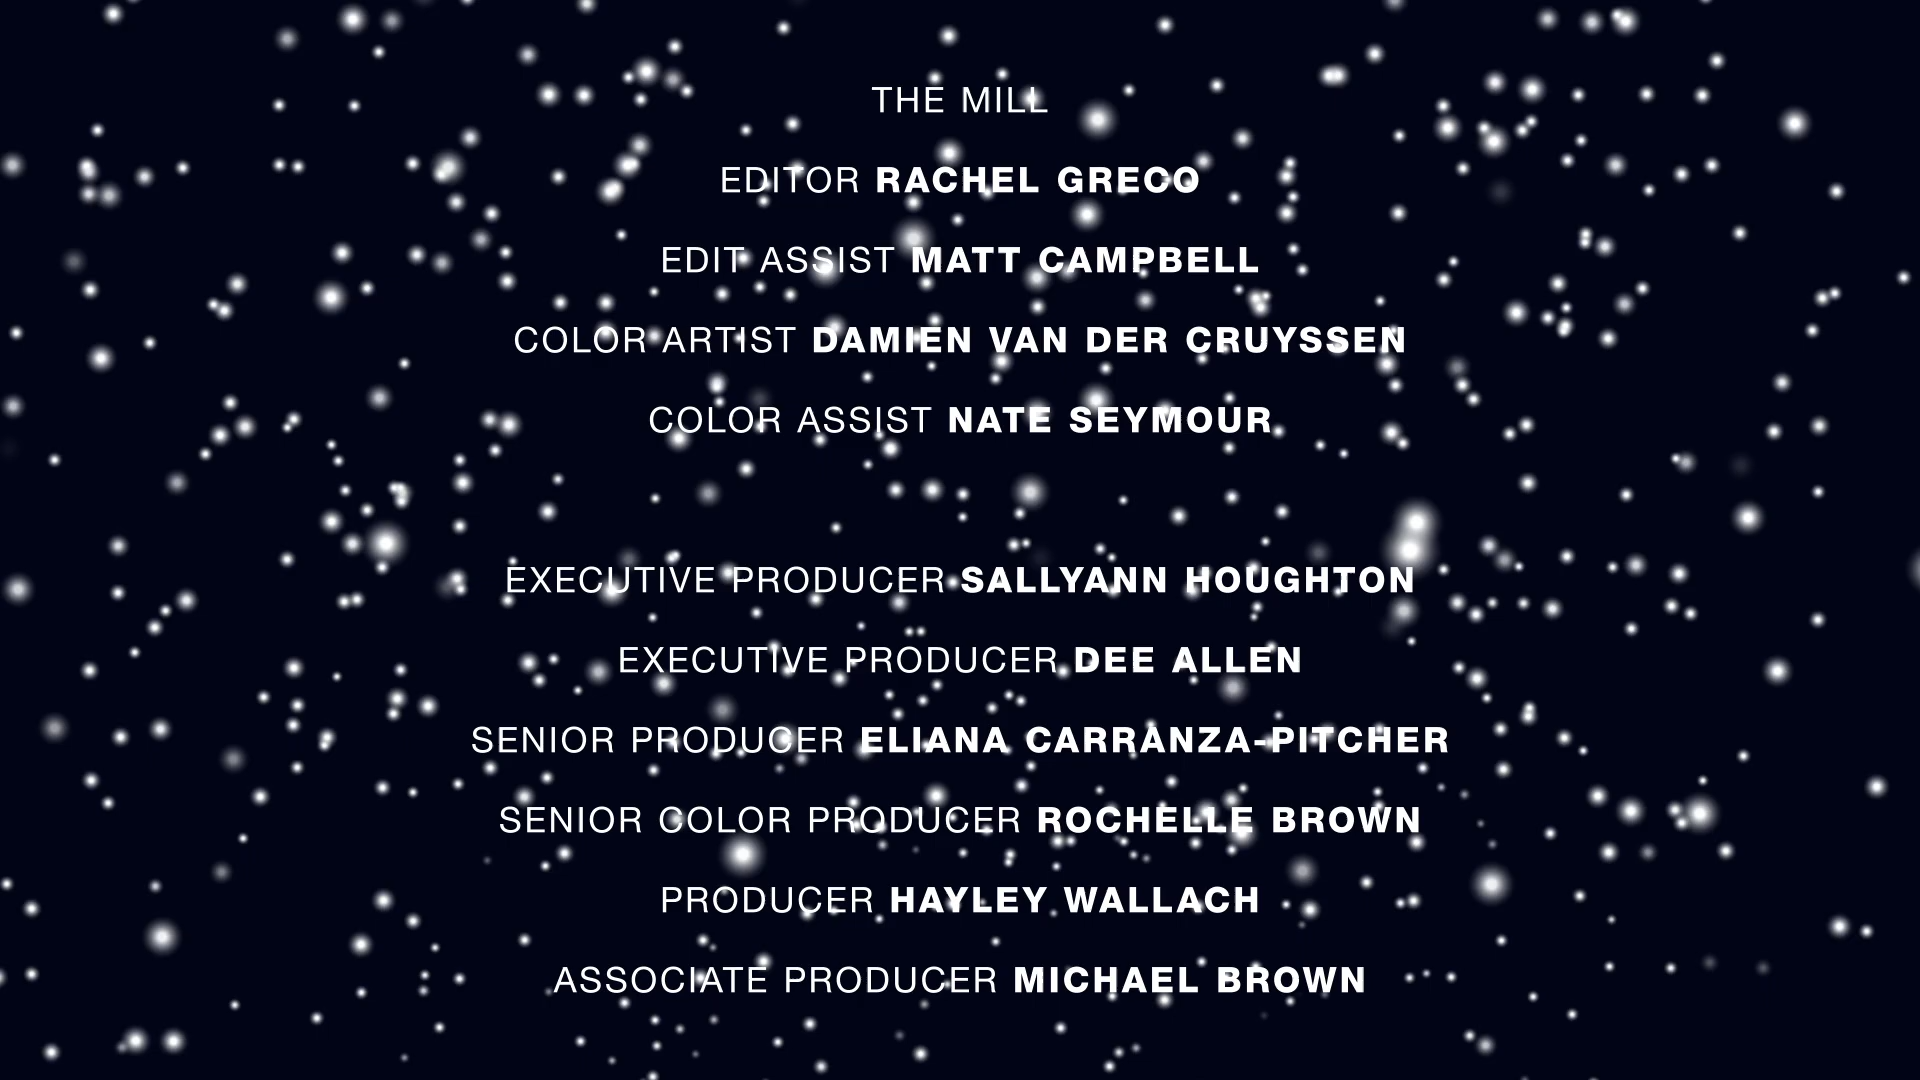 THE MILL
EDITOR RACHEL GRECO
EDIT ASSIST MATT CAMPBELL
COLOR ARTIST DAMIEN VAN DER CRUYSSEN
COLOR ASSIST NATE SEYMOUR
EXECUTIVE PRODUCER SALLYANN HOUGHTON
EXECUTIVE PRODUCER DEE ALLEN
SENIOR PRODUCER ELIANA CARRANZA-PITCHER
SENIOR COLOR PRODUCER ROCHELLE BROWN
PRODUCER HAYLEY WALLACH
ASSOCIATE PRODUCER MICHAEL BROWN